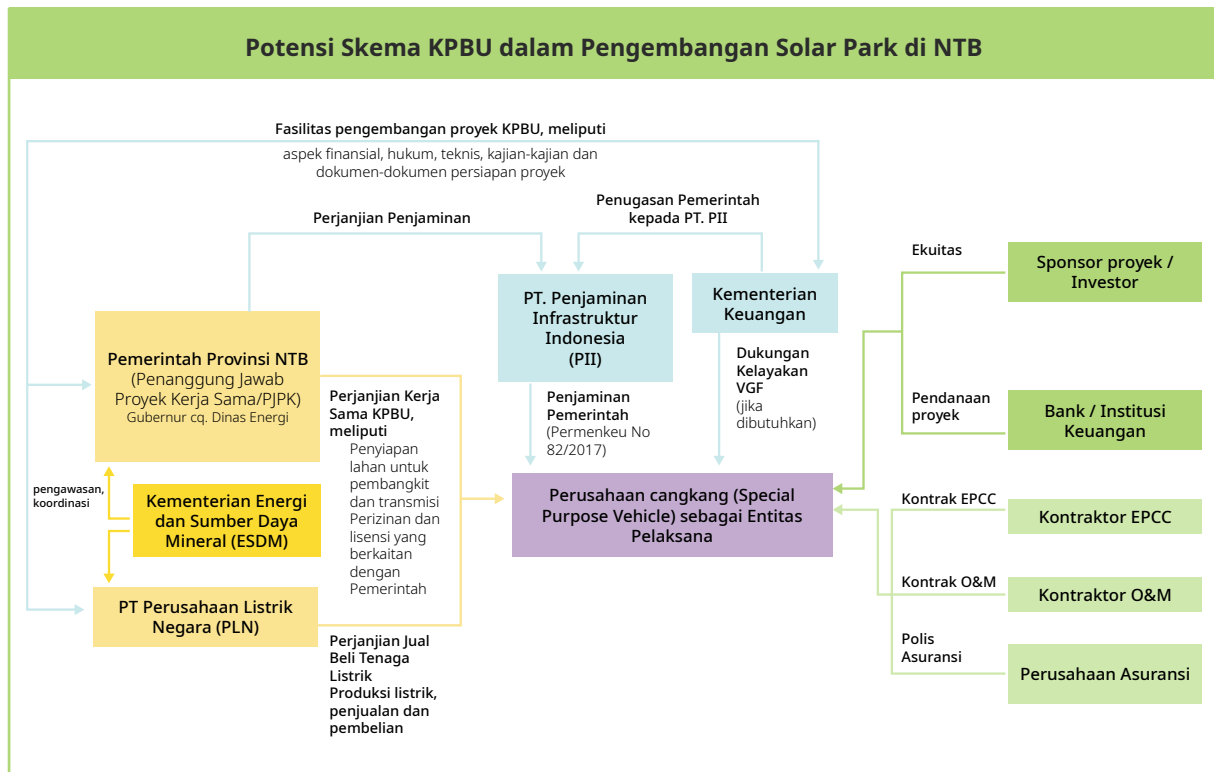 Potensi Skema KPBU dalam Pengembangan Solar Park di NTB
Fasilitas pengembangan proyek KPBU, meliputi
aspek finansial, hukum, teknis, kajian-kajian dan
dokumen-dokumen persiapan proyek
Perjanjian Penjaminan
Penugasan Pemerintah
kepada PT. PII
PT. Penjaminan
Infrastruktur
Indonesia
(PII)
Kementerian
Keuangan
Pemerintah Provinsi NTB
(Penanggung Jawab
Proyek Kerja Sama/PJPK)
Gubernur cq. Dinas Energi
pengawasan,
koordinasi
Kementerian Energi
dan Sumber Daya
Mineral (ESDM)
PT Perusahaan Listrik
Negara (PLN)
Perjanjian Kerja
Sama KPBU,
meliputi
Penyiapan
lahan untuk
pembangkit
dan transmisi
Perizinan dan
lisensi yang
berkaitan
dengan
Pemerintah
Perjanjian Jual
Beli Tenaga
Listrik
Produksi listrik,
penjualan dan
pembelian
Penjaminan
Pemerintah
(Permenkeu No
82/2017)
Dukungan
Kelayakan
VGF
(jika
dibutuhkan)
Perusahaan cangkang (Special
Purpose Vehicle) sebagai Entitas
Pelaksana
Ekuitas
Sponsor proyek /
Investor
Pendanaan
proyek
Bank / Institusi
Keuangan
Kontrak EPCC
Kontraktor EPCC
Kontrak O&M
Kontraktor O&M
Polis
Asuransi
Perusahaan Asuransi